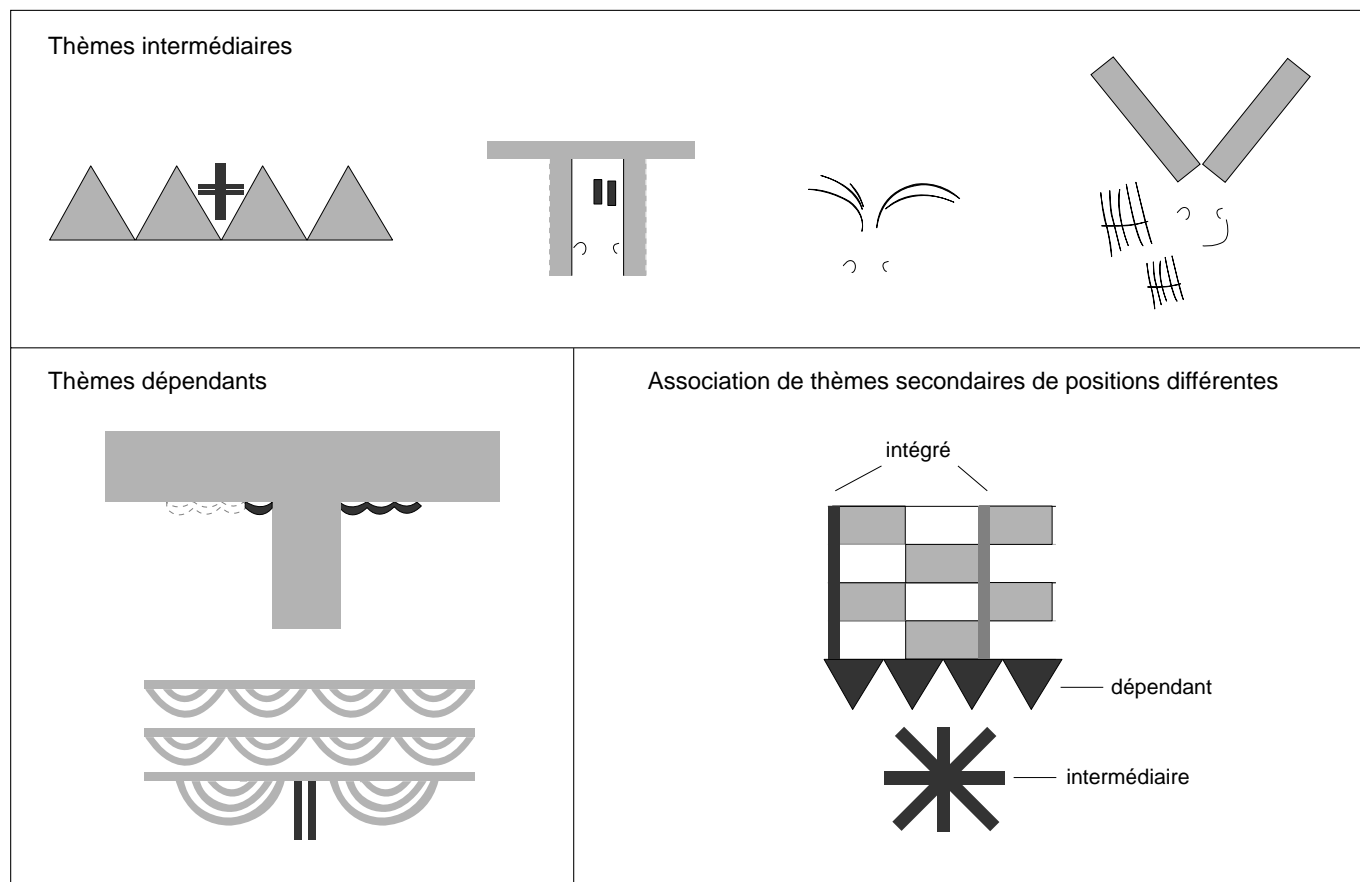 Thèmes intermédiaires
Thèmes dépendants
Association de thèmes secondaires de positions différentes
intégré
dépendant
intermédiaire